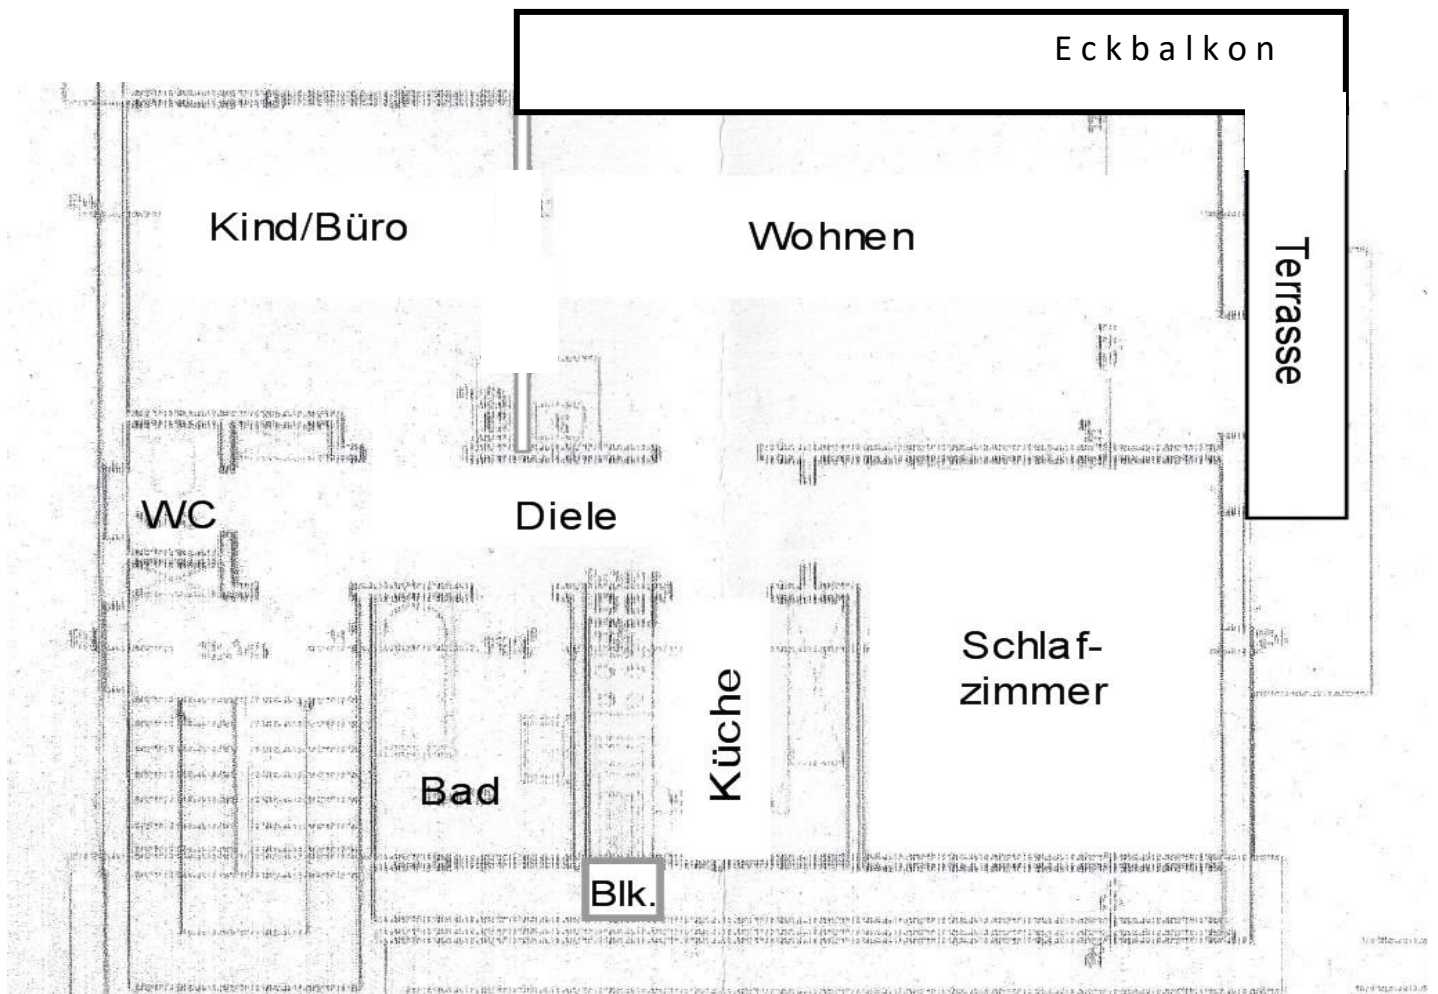 Eckbalkon
Kind/Büro
Wohnen
Terrasse
WC
Diele
Schlaf-
zimmer
Küche
Bad
Blk.